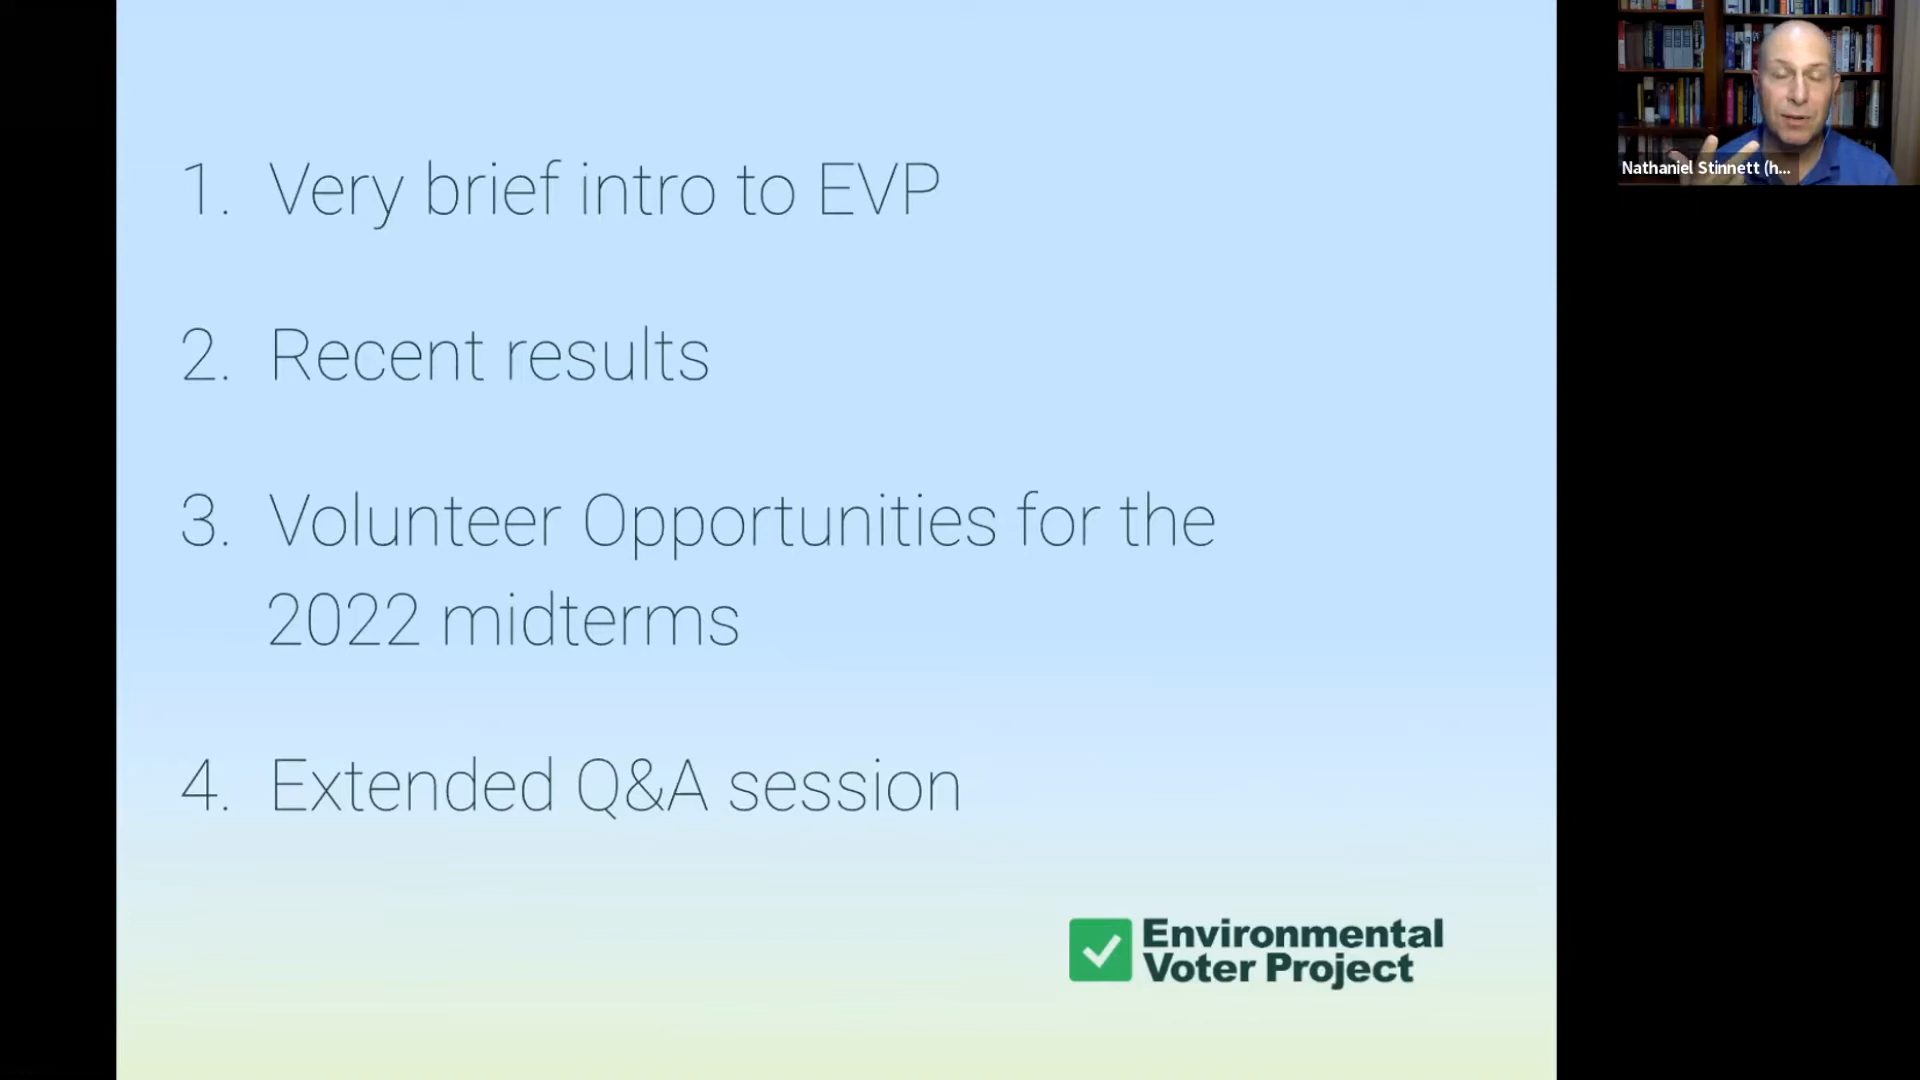 1. Very brief intro to EVP
2. Recent results
3. Volunteer Opportunities for the
2022 midterms
4. Extended Q&A session
Environmental
Voter Project
Nathaniel Stinnett (h...